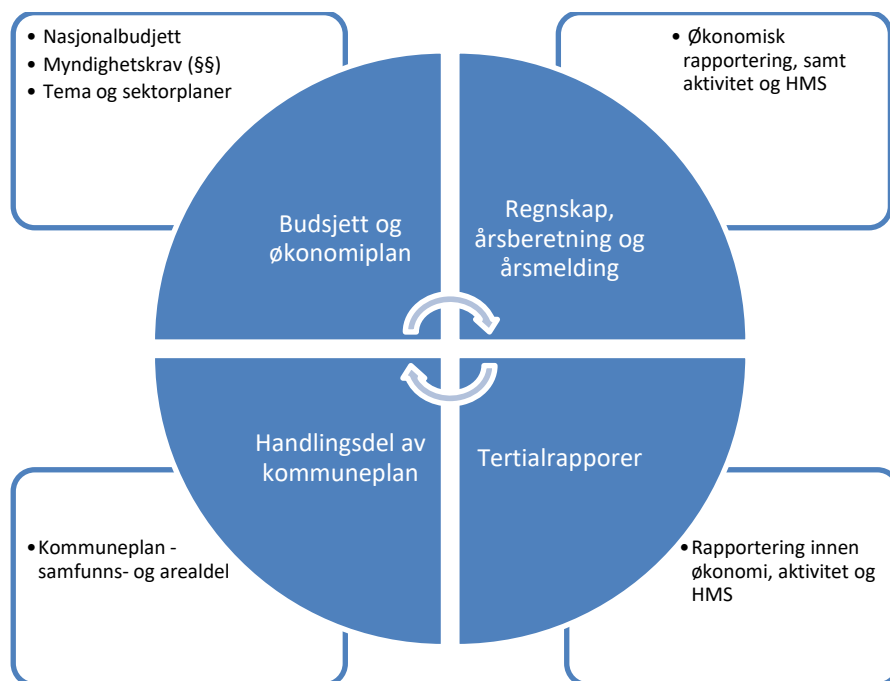 • Nasjonalbudjett
• Myndighetskrav (§§)
• Tema og sektorplaner
• Økonomisk
rapportering, samt
aktivitet og HMS
Budsjett og
økonomiplan
Regnskap,
årsberetning og
årsmelding
Handlingsdel av
kommuneplan
Tertialrapporer
•Kommuneplan -
samfunns- og arealdel
•Rapportering innen
økonomi, aktivitet og
HMS